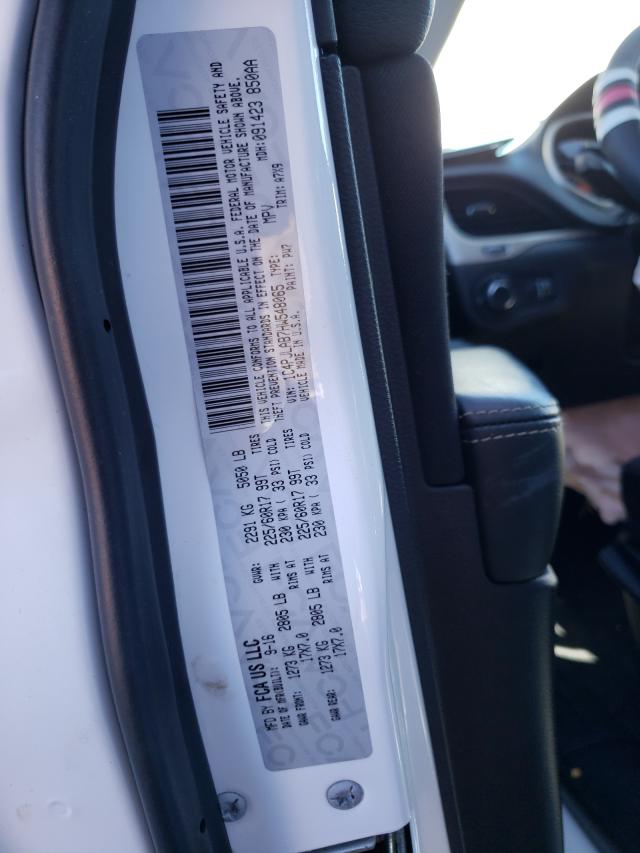 MFD BY FCA US LLC
DATE OF MFR(BUILT): 9-16 GVWR: 2291 KG 5050 LB
GAWR FRONT: 1273 KG 2805 LB WITH 225/60R17 99T TIRES
17X7.0 RIMS AT 230 KPA ( 33 PSI) COLD
GAWR REAR: 1273 KG 2805 LB WITH 225/60R17 99T TIRES
17X7.0 RIMS AT 230 KPA ( 33 PSI) COLD
THIS VEHICLE CONFORMS TO ALL APPLICABLE U.S.A. FEDERAL MOTOR VEHICLE SAFETY AND
THEFT PREVENTION STANDARDS IN EFFECT ON THE DATE OF MANUFACTURE SHOWN ABOVE.
VIN: 1C4PJLAB7HW548065 TYPE: MPV MDH: 091423 850AA
VEHICLE MADE IN U.S.A. PAINT: PW7 TRIM: A7X9